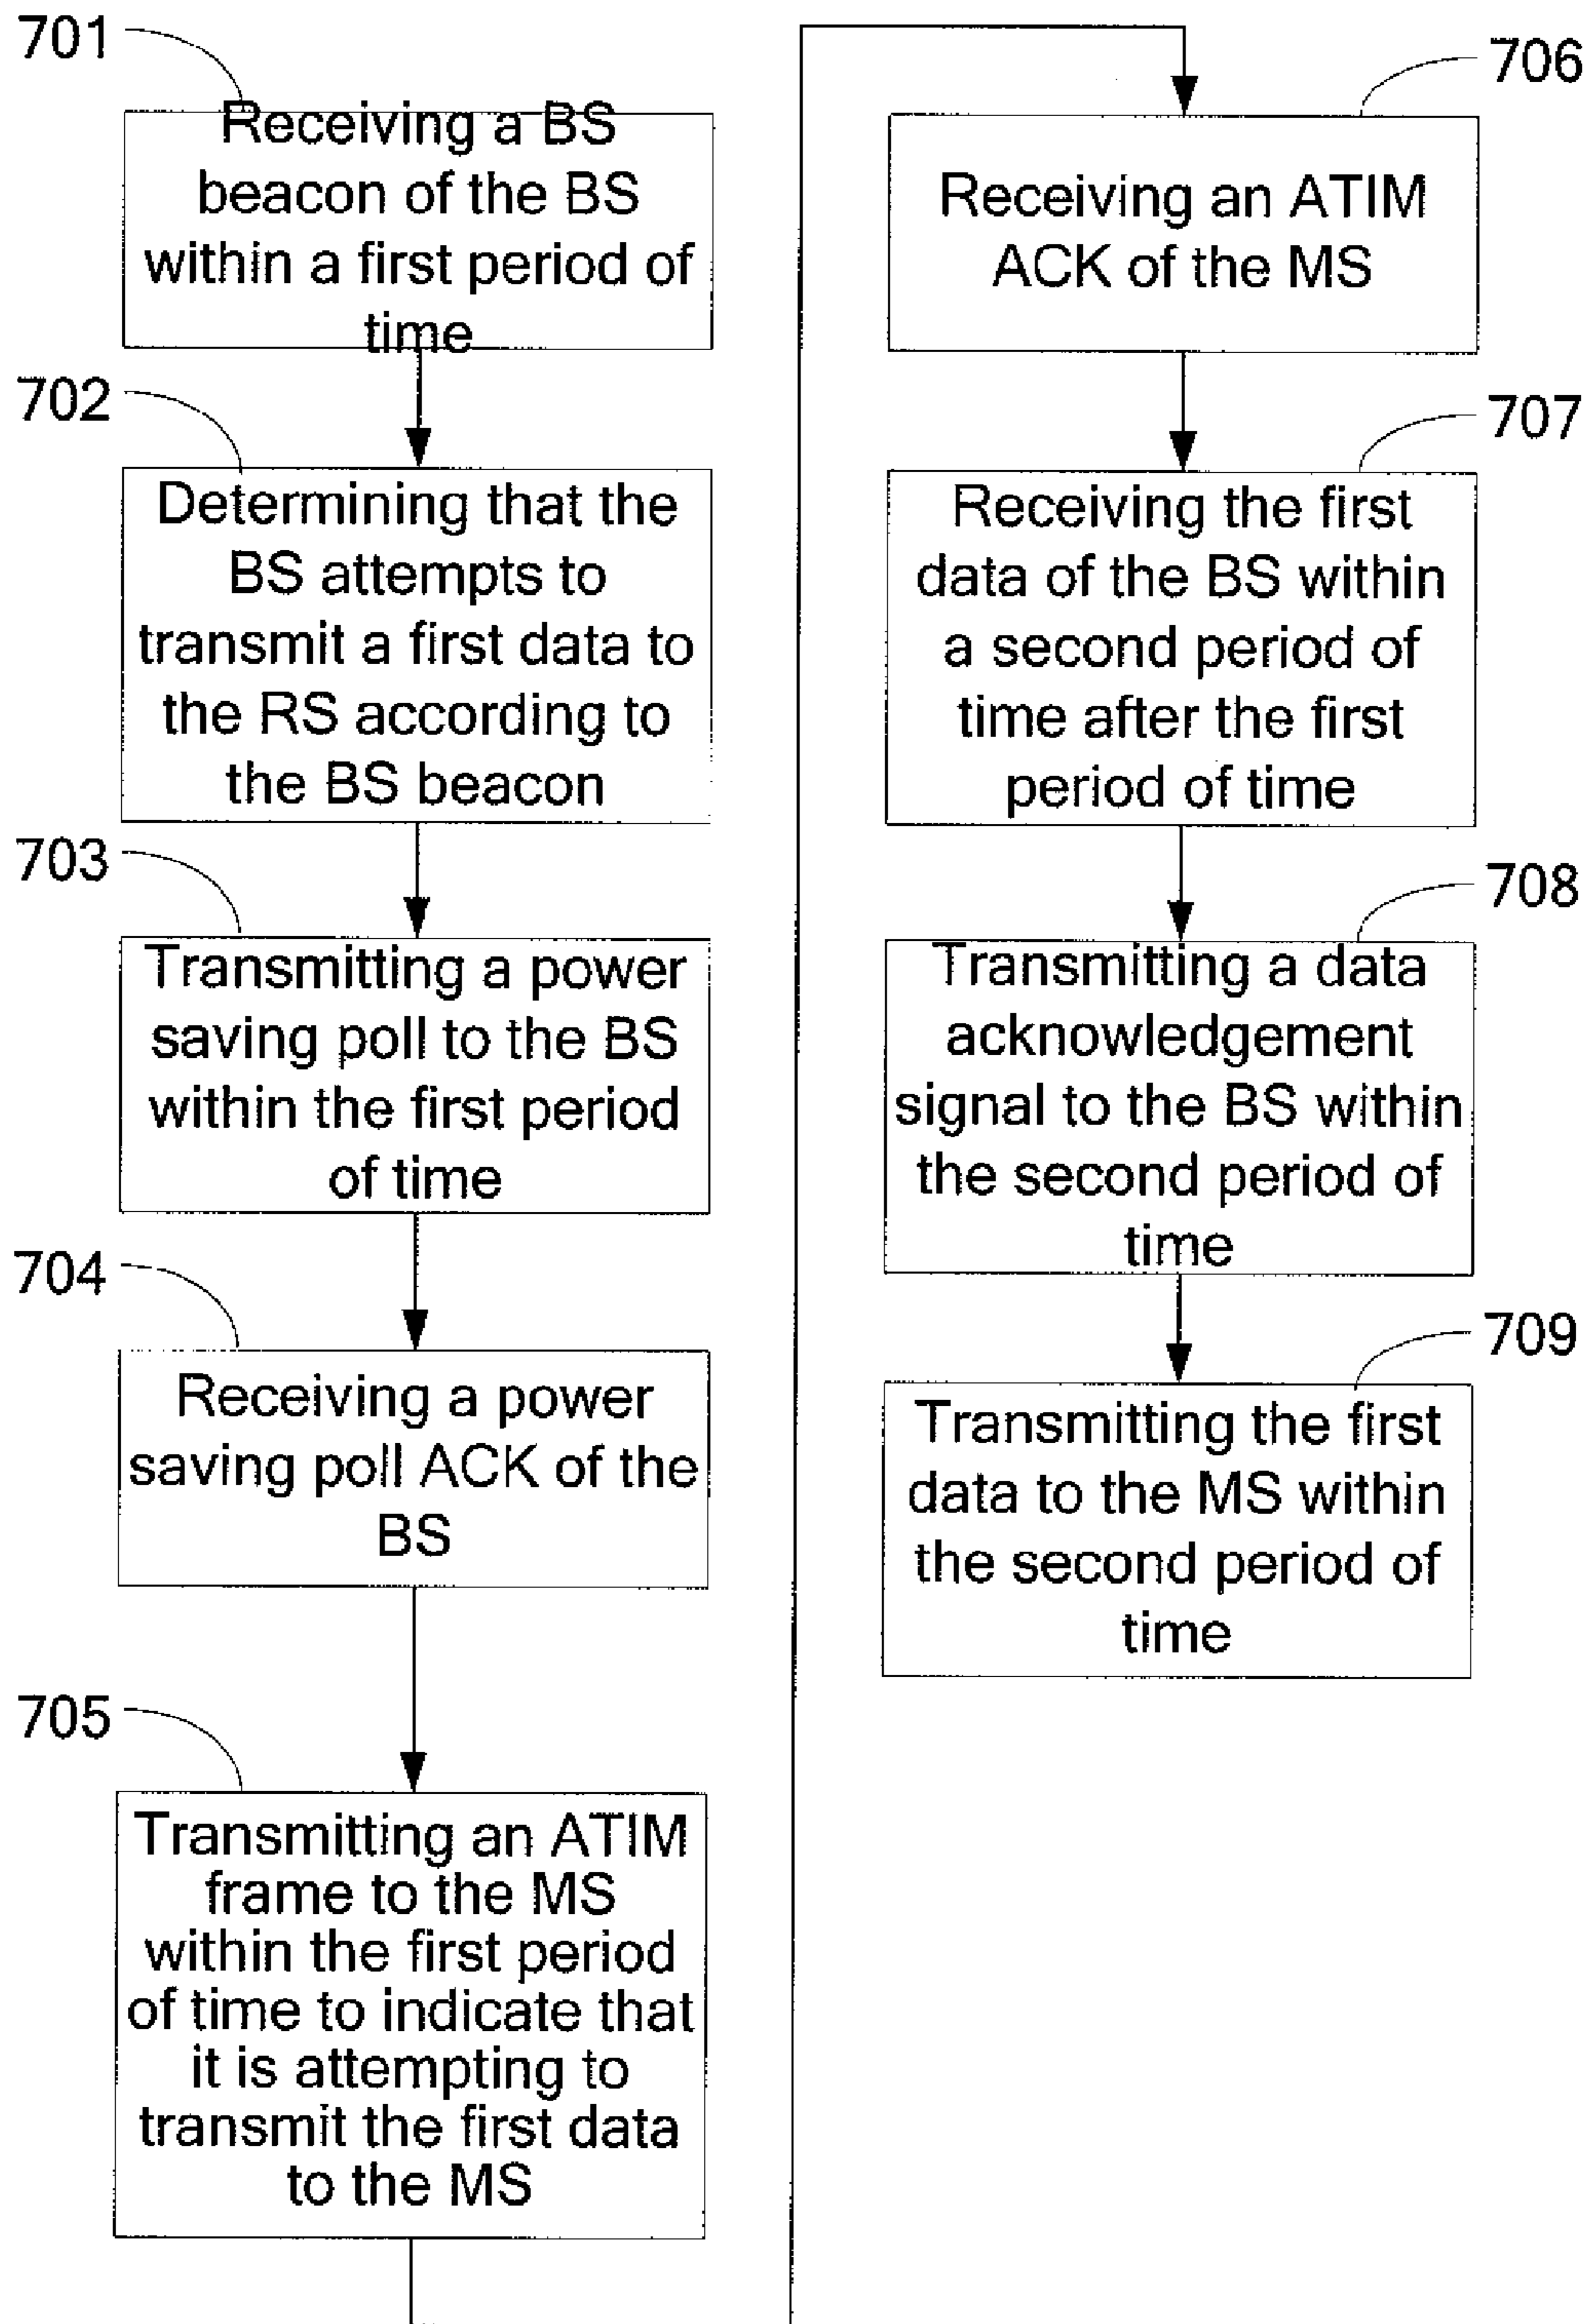 701
Receiving a BS
beacon of the BS
within a first period of
time
702
Determining that the
BS attempts to
transmit a first data to
the RS according to
the BS beacon
703
Transmitting a power
saving poll to the BS
within the first period
of time
704
Receiving a power
saving poll ACK of the
BS
705
Transmitting an ATIM
frame to the MS
within the first period
of time to indicate that
it is attempting to
transmit the first data
to the MS
706
Receiving an ATIM
ACK of the MS
707
Receiving the first
data of the BS within
a second period of
time after the first
period of time
708
Transmitting a data
acknowledgement
signal to the BS within
the second period of
time
709
Transmitting the first
data to the MS within
the second period of
time